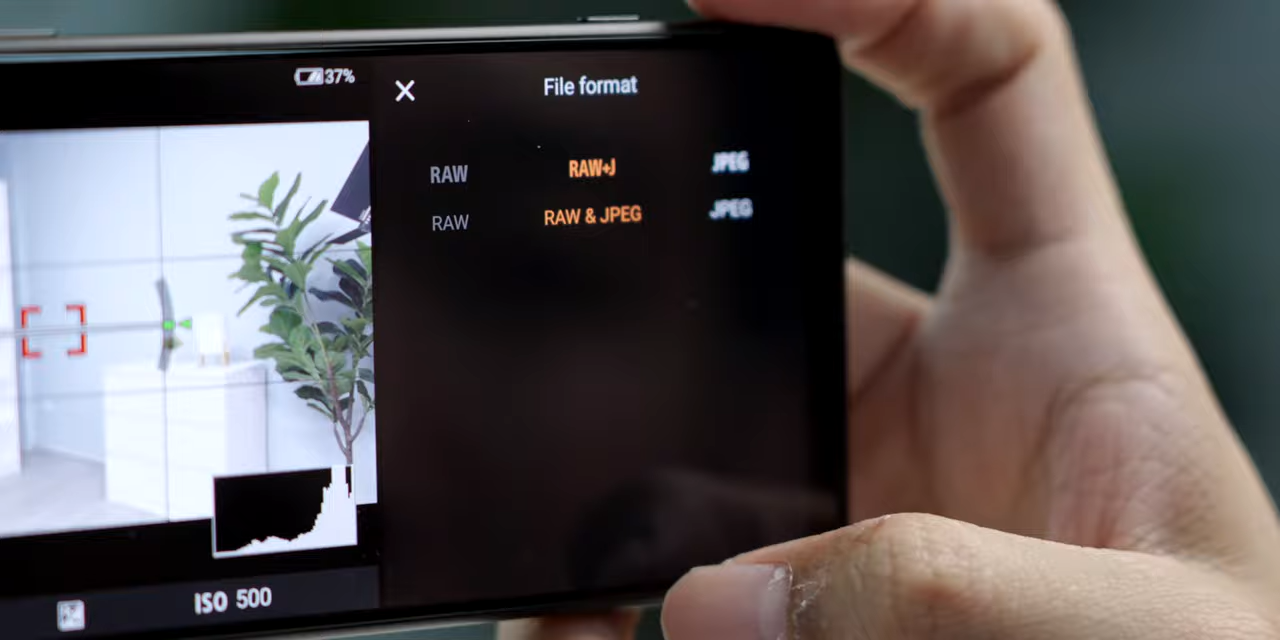 37%
File format
RAW RAW+J JPEG
RAW RAW & JPEG JPEG
ISO 500